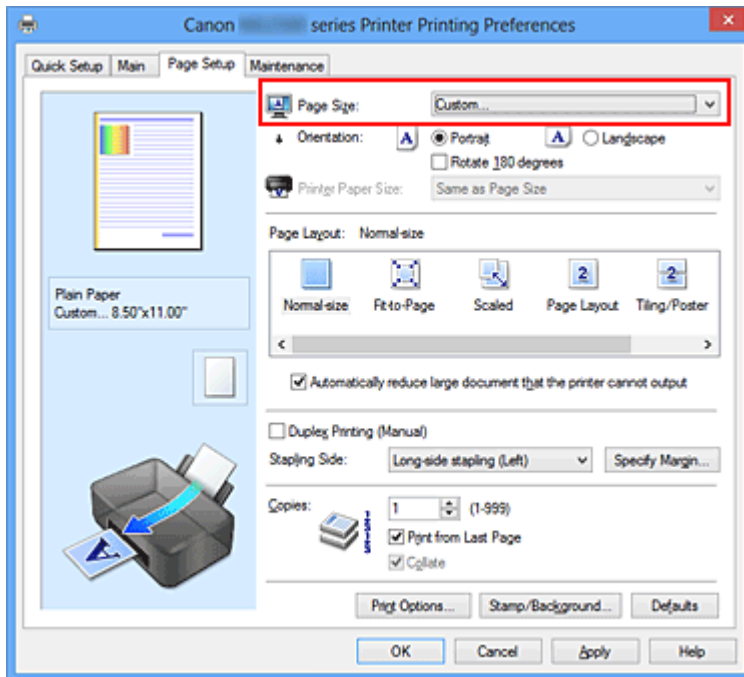 Canon series Printer Printing Preferences
Quick Setup Main Page Setup Maintenance
Page Size: Custom...
Orientation: A Portrait A Landscape
Rotate 180 degrees
Printer Paper Size: Same as Page Size
Page Layout: Normal-size
2 2
Normal-size Fit-to-Page Scaled Page Layout Tiling/Poster
Plain Paper
Custom... 8.50"x11.00"
Automatically reduce large document that the printer cannot output
Duplex Printing (Manual)
Stapling Side: Long-side stapling (Left) Specify Margin...
Copies: 1 (1-999)
Print from Last Page
Collate
A
Print Options... Stamp/Background... Defaults
OK Cancel Apply Help